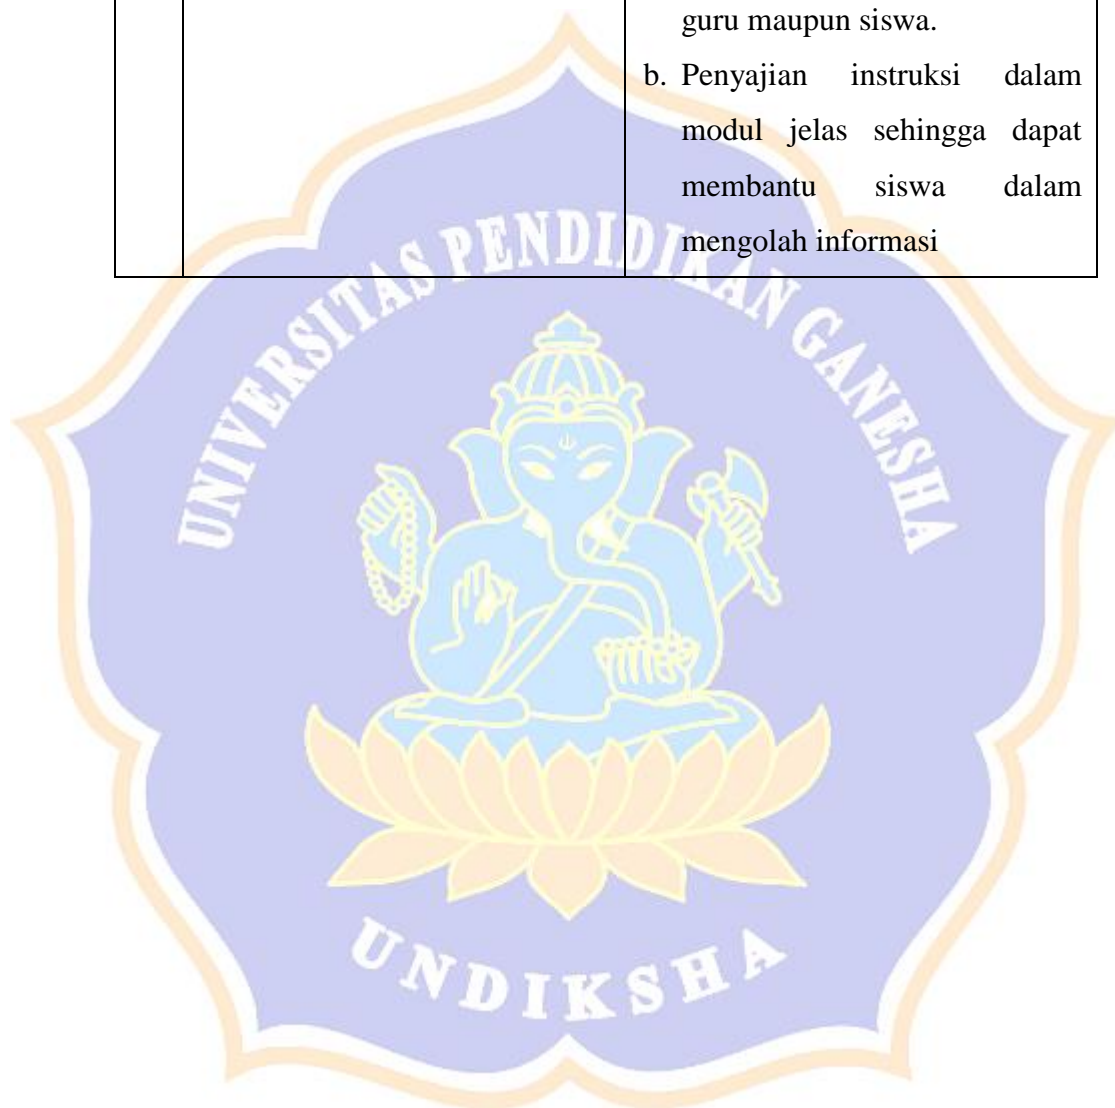 guru maupun siswa.
b. Penyajian instruksi dalam
modul jelas sehingga dapat
membantu siswa dalam
mengolah informasi
UNIVERSITAS PENDIDIKAN GANESHA
UNDIKSHA